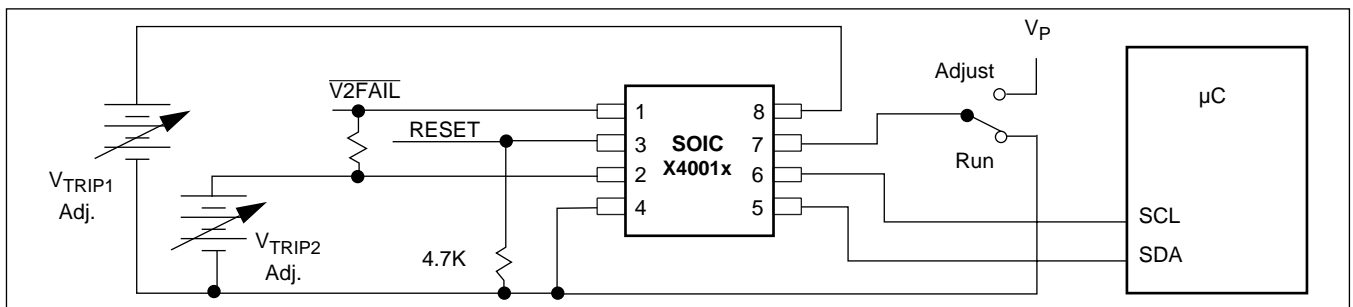 V_P
Adjust
Run
µC
SCL
SDA
V2FAIL
RESET
1
3
2
4
SOIC
X4001x
8
7
6
5
V_TRIP1
Adj.
V_TRIP2
Adj.
4.7K